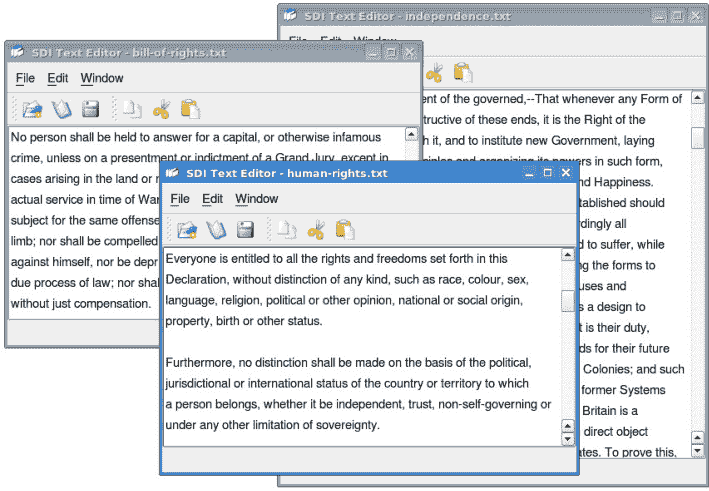 SDI Text Editor - independence.txt
File Edit Window
ent of the governed,--That whenever any Form of
tructive of these ends, it is the Right of the
h it, and to institute new Government, laying
ciples and organizing its powers in such form,
nd Happiness.
tablished should
rdingly all
d to suffer, while
ng the forms to
uses and
s a design to
t is their duty,
ds for their future
Colonies; and such
former Systems
Britain is a
direct object
ates. To prove this,
SDI Text Editor - bill-of-rights.txt
File Edit Window
No person shall be held to answer for a capital, or otherwise infamous
crime, unless on a presentment or indictment of a Grand Jury, except in
cases arising in the land or
actual service in time of War
subject for the same offense
limb; nor shall be compelled
against himself, nor be depr
due process of law; nor shal
without just compensation.
SDI Text Editor - human-rights.txt
File Edit Window
Everyone is entitled to all the rights and freedoms set forth in this
Declaration, without distinction of any kind, such as race, colour, sex,
language, religion, political or other opinion, national or social origin,
property, birth or other status.
Furthermore, no distinction shall be made on the basis of the political,
jurisdictional or international status of the country or territory to which
a person belongs, whether it be independent, trust, non-self-governing or
under any other limitation of sovereignty.